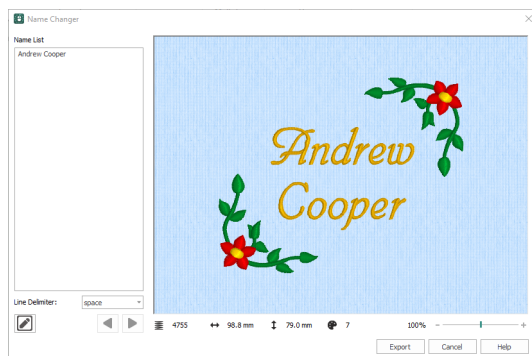 Name Changer
Name List
Andrew Cooper
Andrew
Cooper
Line Delimiter:
space
4755
98.8 mm
79.0 mm
7
100%
Export
Cancel
Help